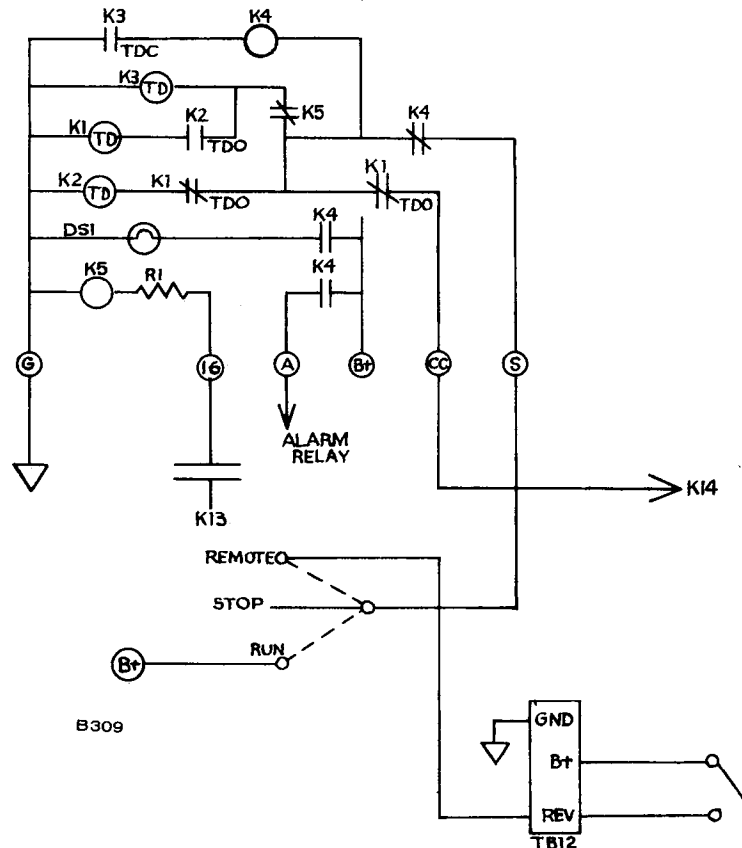 K3
K4
TDC
K3
TD
K5
K1
TD
K2
TDO
K4
K2
TD
K1
TDO
K1
TDO
DS1
K4
K5
R1
K4
G
16
A
B+
CC
S
ALARM
RELAY
K13
K14
REMOTE
STOP
RUN
B+
B309
GND
B+
REV
TB12